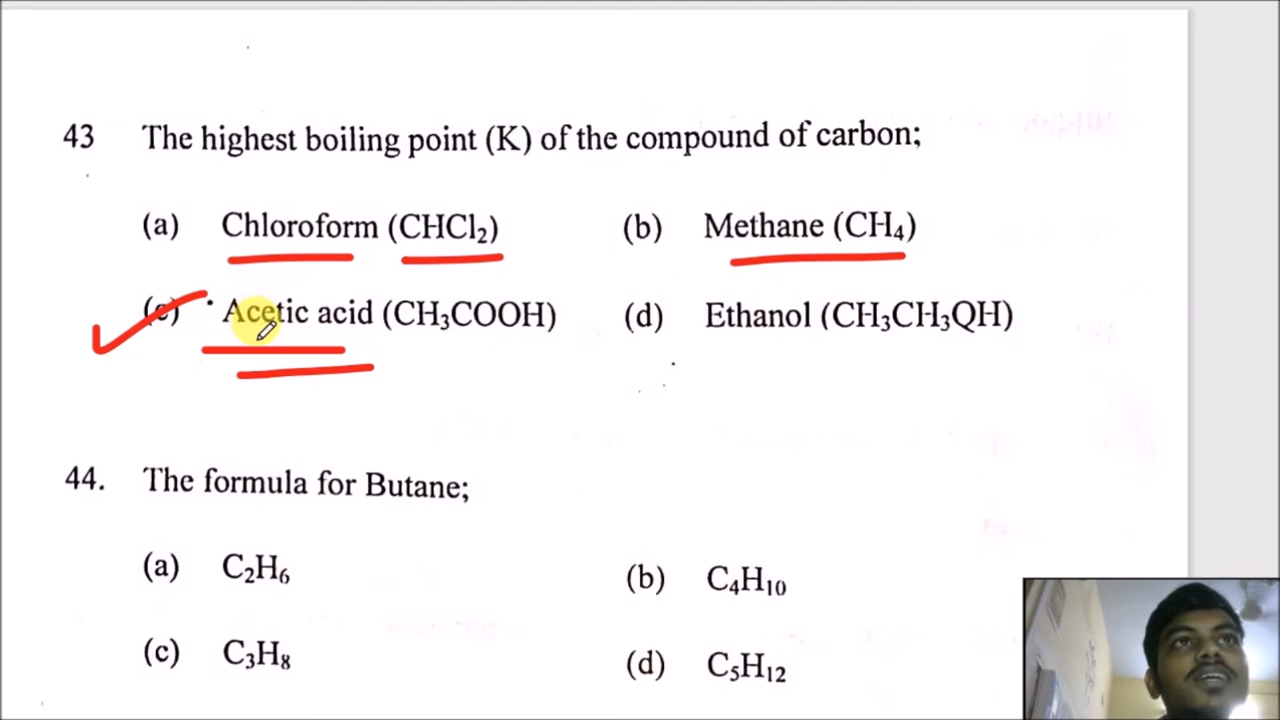 43 The highest boiling point (K) of the compound of carbon;
(a) Chloroform (CHCl₂) (b) Methane (CH₄)
(c) Acetic acid (CH₃COOH) (d) Ethanol (CH₃CH₃QH)
44. The formula for Butane;
(a) C₂H₆ (b) C₄H₁₀
(c) C₃H₈ (d) C₅H₁₂